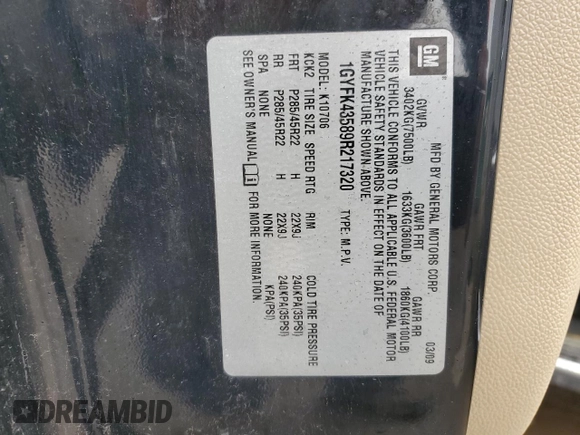 GM
MFD BY GENERAL MOTORS CORP.
03/09
GVWR GAWR FRT GAWR RR
3402KG(7500LB) 1633KG(3600LB) 1860KG(4100LB)
THIS VEHICLE CONFORMS TO ALL APPLICABLE U.S. FEDERAL MOTOR
VEHICLE SAFETY STANDARDS IN EFFECT ON THE DATE OF
MANUFACTURE SHOWN ABOVE.
1GYFK43589R217320 TYPE: M.P.V.
MODEL: K10706
KCK2 TIRE SIZE SPEED RTG RIM COLD TIRE PRESSURE
FRT P285/45R22 H 22X9J 240KPA(35PSI)
RR P285/45R22 H 22X9J 240KPA(35PSI)
SPA NONE NONE KPA(PSI)
SEE OWNER'S MANUAL FOR MORE INFORMATION.
DREAMBID